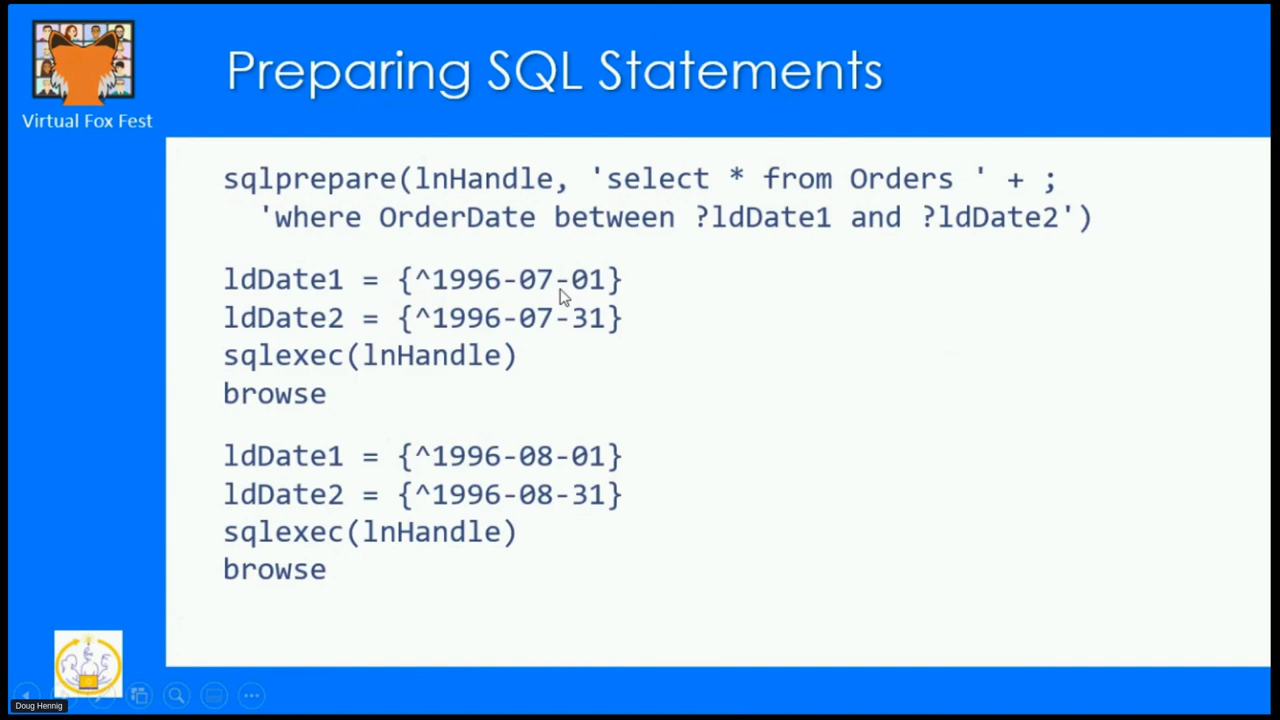 Preparing SQL Statements
Virtual Fox Fest
sqlprepare(lnHandle, 'select * from Orders ' + ;
'where OrderDate between ?ldDate1 and ?ldDate2')
ldDate1 = {^1996-07-01}
ldDate2 = {^1996-07-31}
sqlexec(lnHandle)
browse
ldDate1 = {^1996-08-01}
ldDate2 = {^1996-08-31}
sqlexec(lnHandle)
browse
Doug Hennig